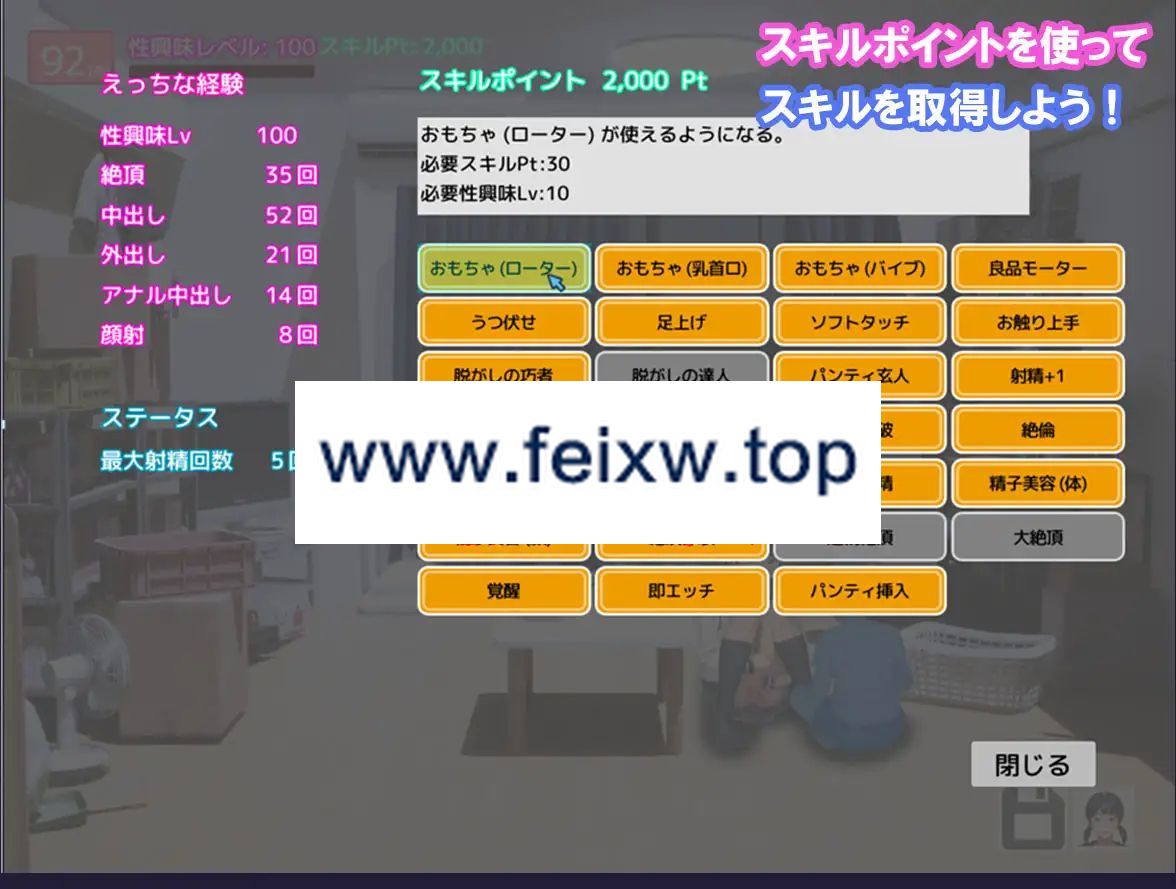 92
性興味レベル: 100 スキルPt: 2,000
スキルポイントを使って
スキルを取得しよう！
えっちな経験
スキルポイント 2,000 Pt
性興味Lv 100
絶頂 35回
中出し 52回
外出し 21回
アナル中出し 14回
顔射 8回
ステータス
最大射精回数 5
おもちゃ (ローター) が使えるようになる。
必要スキルPt:30
必要性興味Lv:10
おもちゃ (ローター) おもちゃ (乳首口) おもちゃ (バイブ) 良品モーター
うつ伏せ 足上げ ソフトタッチ お触り上手
脱がしの巧者 脱がしの達人 パンティ玄人 射精+1
破 絶倫
精 精子美容 (体)
大絶頂
覚醒 即エッチ パンティ挿入
www.feixw.top
閉じる